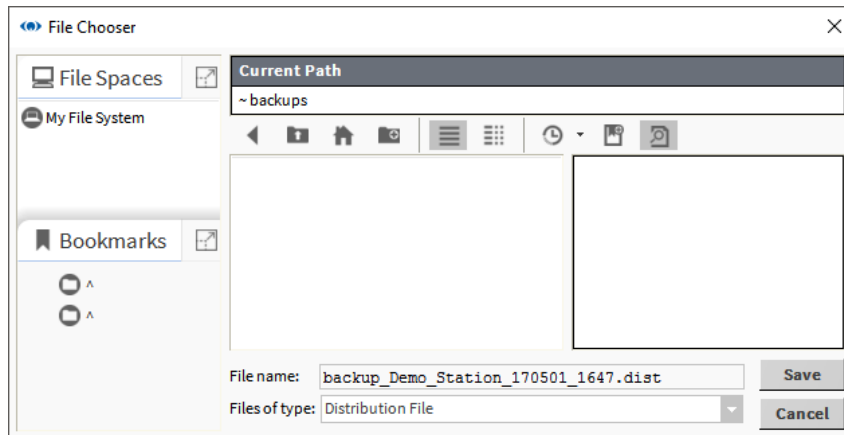 File Chooser
File Spaces
My File System
Bookmarks
^
^
Current Path
~backups
File name: backup_Demo_Station_170501_1647.dist
Save
Files of type: Distribution File
Cancel